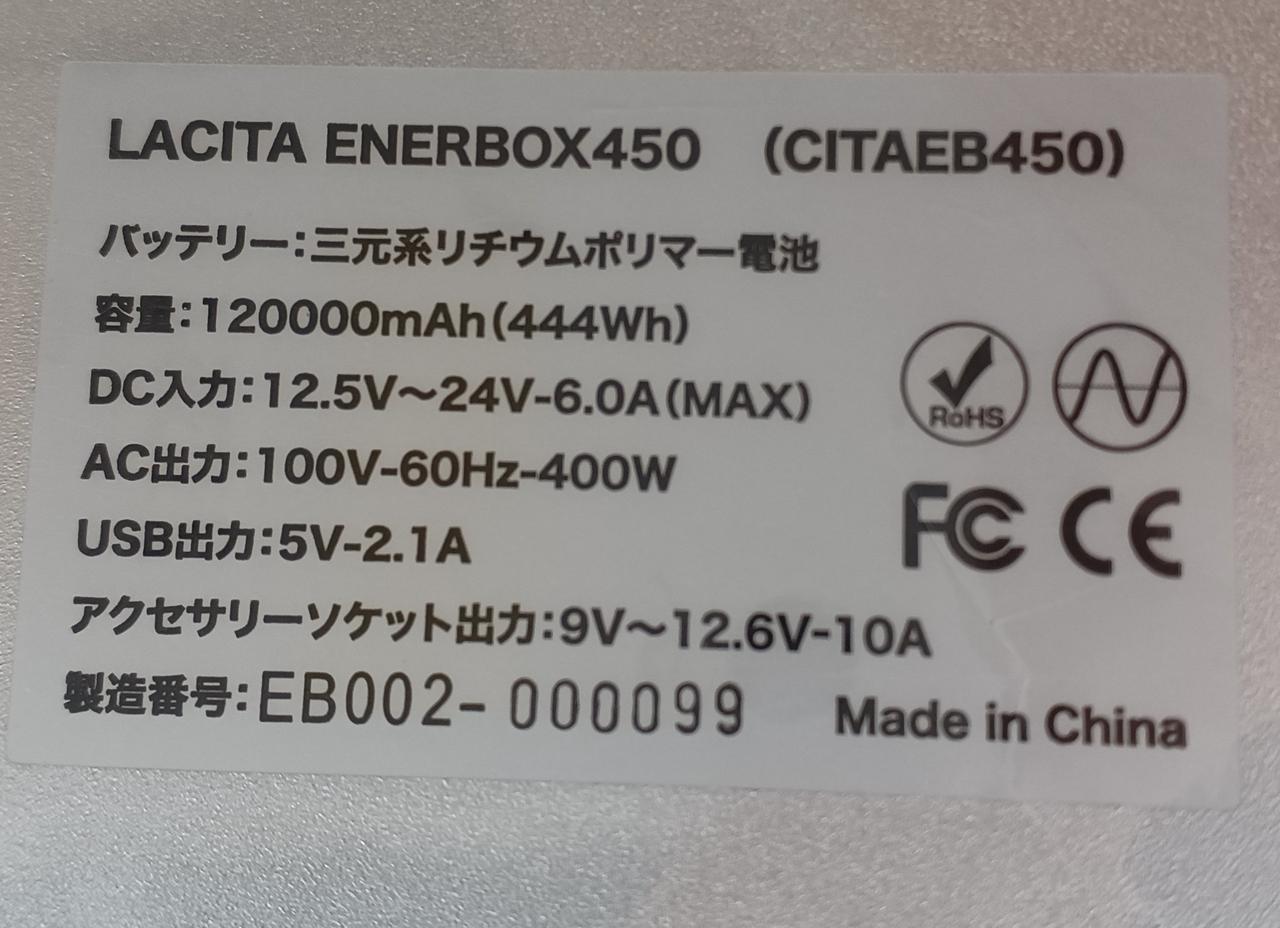 LACITA ENERBOX450 (CITAEB450)
バッテリー:三元系リチウムポリマー電池
容量:120000mAh(444Wh)
DC入力:12.5V～24V-6.0A(MAX)
AC出力:100V-60Hz-400W
USB出力:5V-2.1A
アクセサリーソケット出力:9V～12.6V-10A
製造番号:EB002-000099
Made in China
RoHS
FC CE